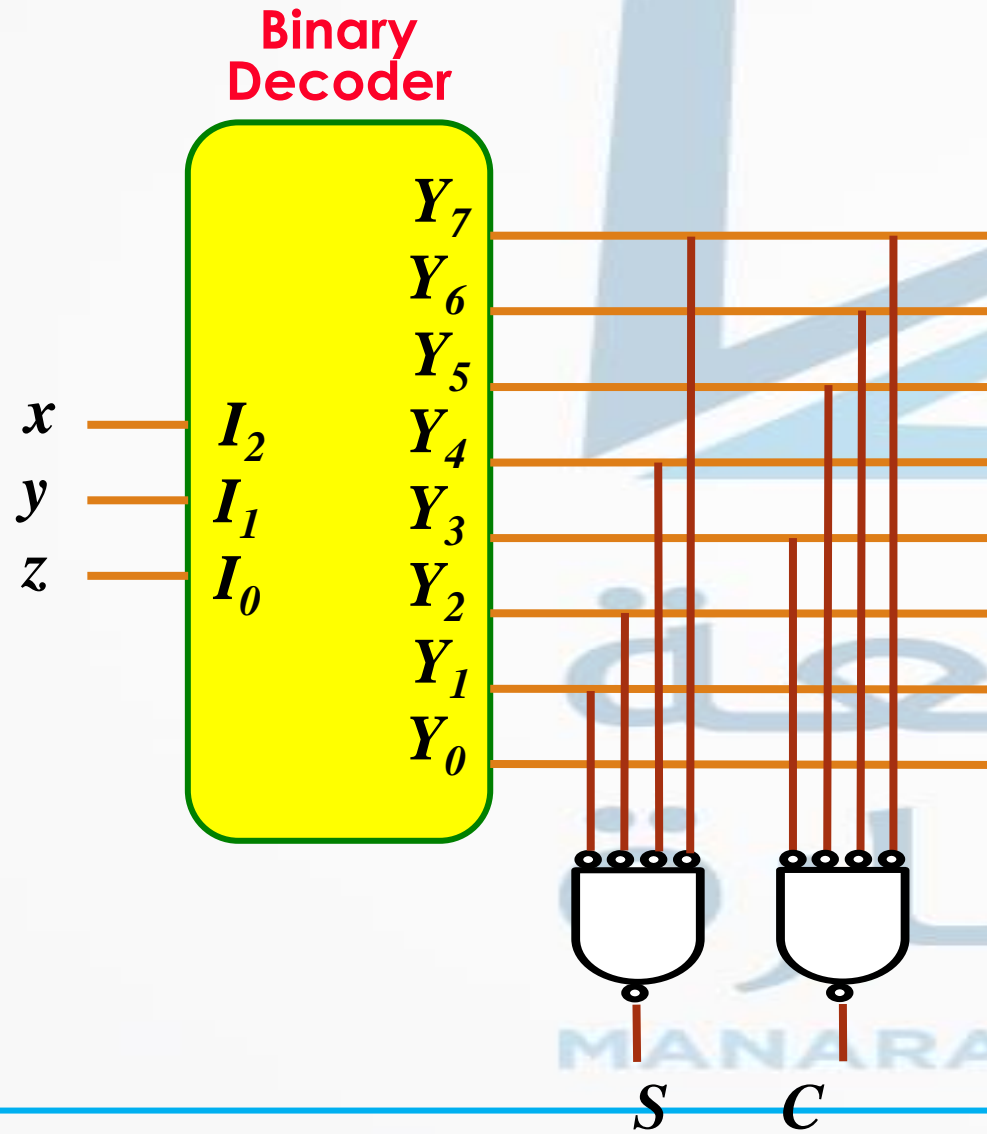 Binary
Decoder
Y7
Y6
Y5
x I2 Y4
y I1 Y3
z I0 Y2
Y1
Y0
MANARA
S C